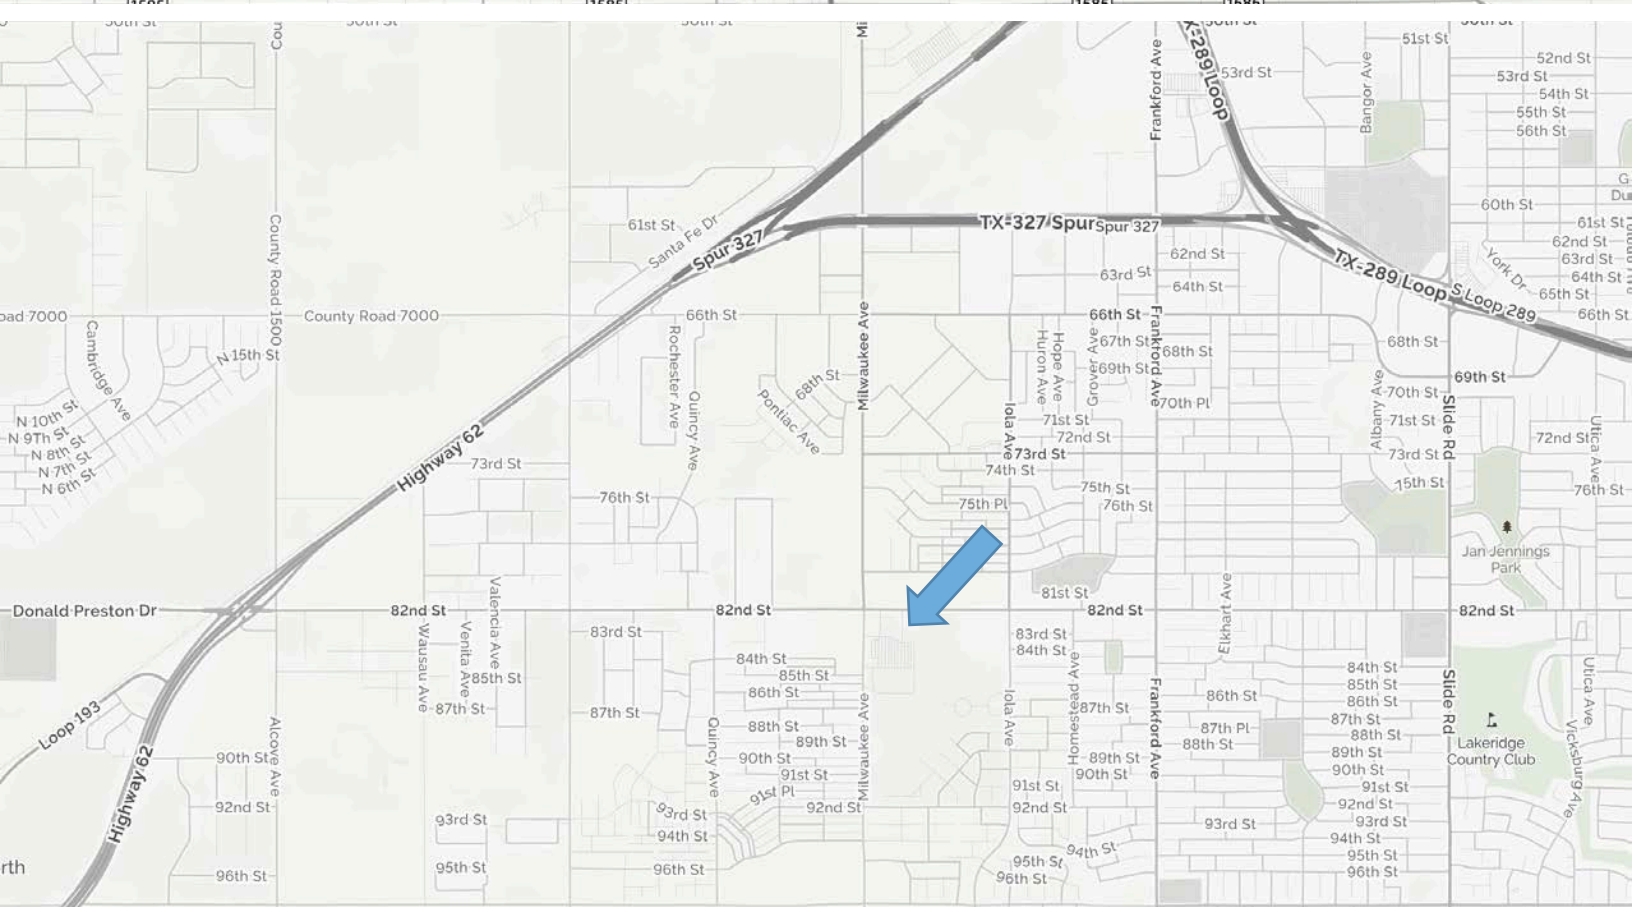 50th St
50th St
50th St
50th St
50th St
51st St
52nd St
53rd St
53rd St
54th St
55th St
56th St
Bangor Ave
Frankford Ave
X-289 Loop
60th St
61st St
62nd St
63rd St
64th St
65th St
66th St
York Dr
61st St
Santa Fe Dr
Spur 327
TX-327 Spur
Spur 327
62nd St
63rd St
64th St
TX-289 Loop
S Loop 289
County Road 1500
oad 7000
County Road 7000
66th St
66th St
Milwaukee Ave
Frankford Ave
Cambridge Ave
N 15th St
N 10th St
N 9Th St
N 8th St
N 7th St
N 6th St
Rochester Ave
Quincy Ave
68th St
Pontiac Ave
Huron Ave
Hope Ave
Grover Ave
67th St
68th St
69th St
70th Pl
71st St
72nd St
Iola Ave
73rd St
74th St
75th Pl
75th St
76th St
68th St
69th St
70th St
71st St
73rd St
75th St
Albany Ave
Slide Rd
72nd St
Utica Ave
76th St
Jan Jennings
Park
Highway 62
73rd St
76th St
81st St
Donald Preston Dr
82nd St
82nd St
82nd St
82nd St
Wausau Ave
Venita Ave
Valencia Ave
85th St
87th St
83rd St
87th St
84th St
85th St
86th St
88th St
89th St
90th St
91st St
91st Pl
92nd St
Quincy Ave
Milwaukee Ave
Iola Ave
83rd St
84th St
Homestead Ave
87th St
89th St
90th St
91st St
92nd St
94th St
95th St
96th St
Frankford Ave
Elkhart Ave
86th St
87th Pl
88th St
93rd St
84th St
85th St
86th St
87th St
88th St
89th St
90th St
91st St
92nd St
93rd St
94th St
95th St
96th St
Slide Rd
Lakeridge
Country Club
Utica Ave
Vicksburg Ave
Loop 193
Highway 62
Alcove Ave
90th St
92nd St
96th St
93rd St
95th St
93rd St
94th St
96th St
rth